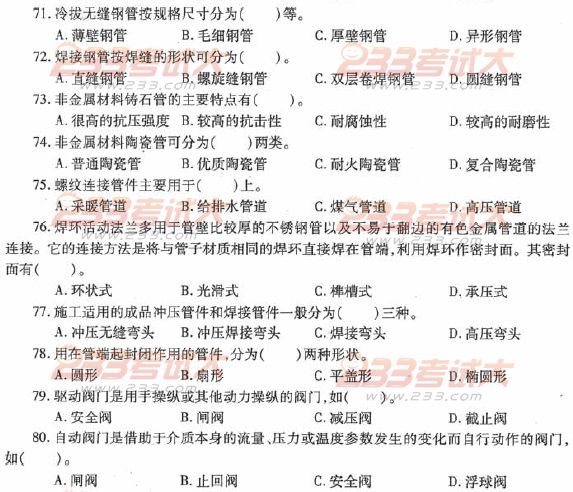 71.冷拔无缝钢管按规格尺寸分为(　　)等。
A.薄壁钢管 B.毛细钢管 C.厚壁钢管 D.异形钢管
72.焊接钢管按焊缝的形状可分为(　　)。
A.直缝钢管 B.螺旋缝钢管 C.双层卷焊钢管 D.圆缝钢管
73.非金属材料铸石管的主要特点有(　　)。
A.很高的抗压强度 B.较高的抗击性 C.耐腐蚀性 D.较高的耐磨性
74.非金属材料陶瓷管可分为(　　)两类。
A.普通陶瓷管 B.优质陶瓷管 C.耐火陶瓷管 D.复合陶瓷管
75.螺纹连接管件主要用于(　　)上。
A.采暖管道 B.给排水管道 C.煤气管道 D.高压管道
76.焊环活动法兰多用于管壁比较厚的不锈钢管以及不易于翻边的有色金属管道的法兰
连接。它的连接方法是将与管子材质相同的焊环直接焊在管端,利用焊环作密封面。其密封
面有(　　)。
A.环状式 B.光滑式 C.榫槽式 D.承压式
77.施工适用的成品冲压管件和焊接管件一般分为(　　)三种。
A.冲压无缝弯头 B.冲压焊接弯头 C.焊接弯头 D.高压弯头
78.用在管端起封闭作用的管件,分为(　　)两种形状。
A.圆形 B.扇形 C.平盖形 D.椭圆形
79.驱动阀门是用手操纵或其他动力操纵的阀门,如(　　)。
A.安全阀 B.闸阀 C.减压阀 D.截止阀
80.自动阀门是借助于介质本身的流量、压力或温度参数发生的变化而自行动作的阀门,
如(　　)。
A.闸阀 B.止回阀 C.安全阀 D.浮球阀